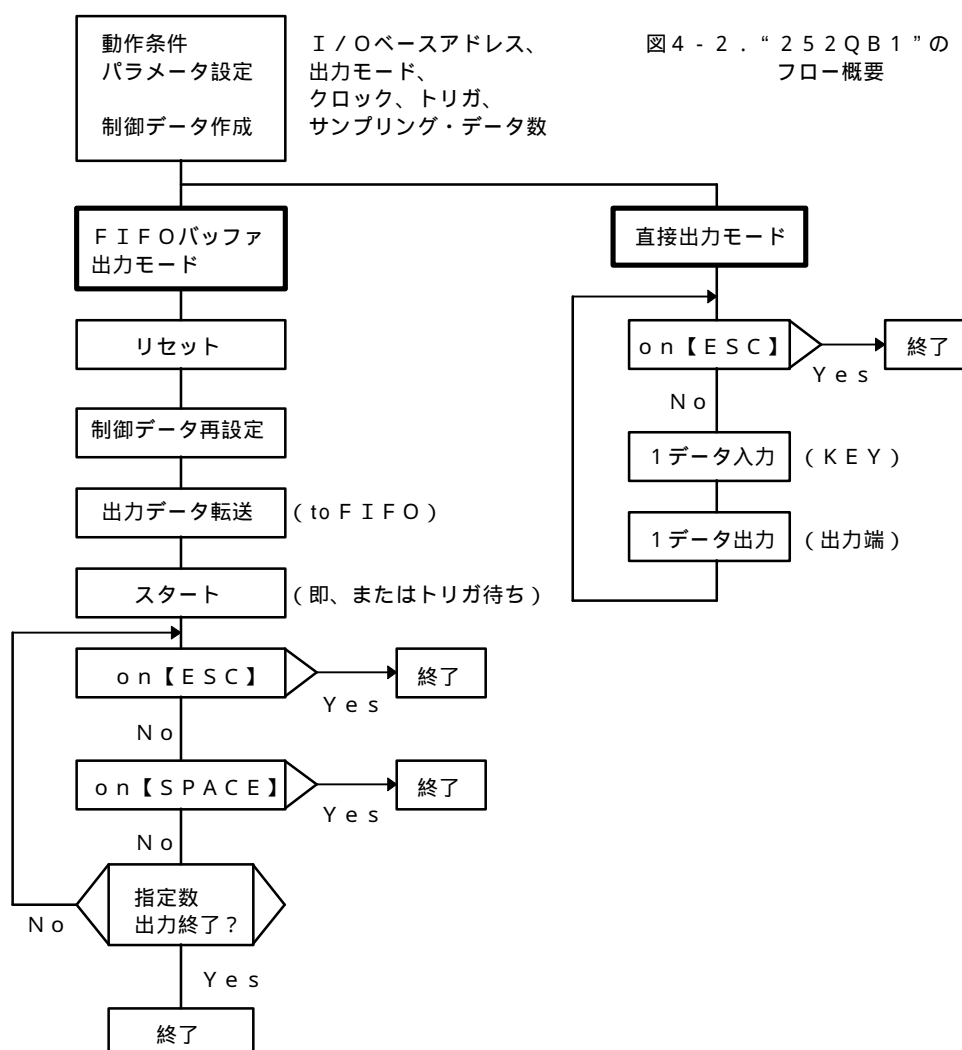 動作条件
パラメータ設定
制御データ作成
Ｉ／Ｏベースアドレス、
出力モード、
クロック、トリガ、
サンプリング・データ数
図４－２．“２５２ＱＢ１”の
フロー概要
ＦＩＦＯバッファ
出力モード
リセット
制御データ再設定
出力データ転送
（to ＦＩＦＯ）
スタート
（即、またはトリガ待ち）
ｏｎ【ＥＳＣ】
終了
Ｙｅｓ
Ｎｏ
ｏｎ【ＳＰＡＣＥ】
終了
Ｙｅｓ
Ｎｏ
指定数
出力終了？
Ｎｏ
Ｙｅｓ
終了
直接出力モード
ｏｎ【ＥＳＣ】
終了
Ｙｅｓ
Ｎｏ
１データ入力
（ＫＥＹ）
１データ出力
（出力端）